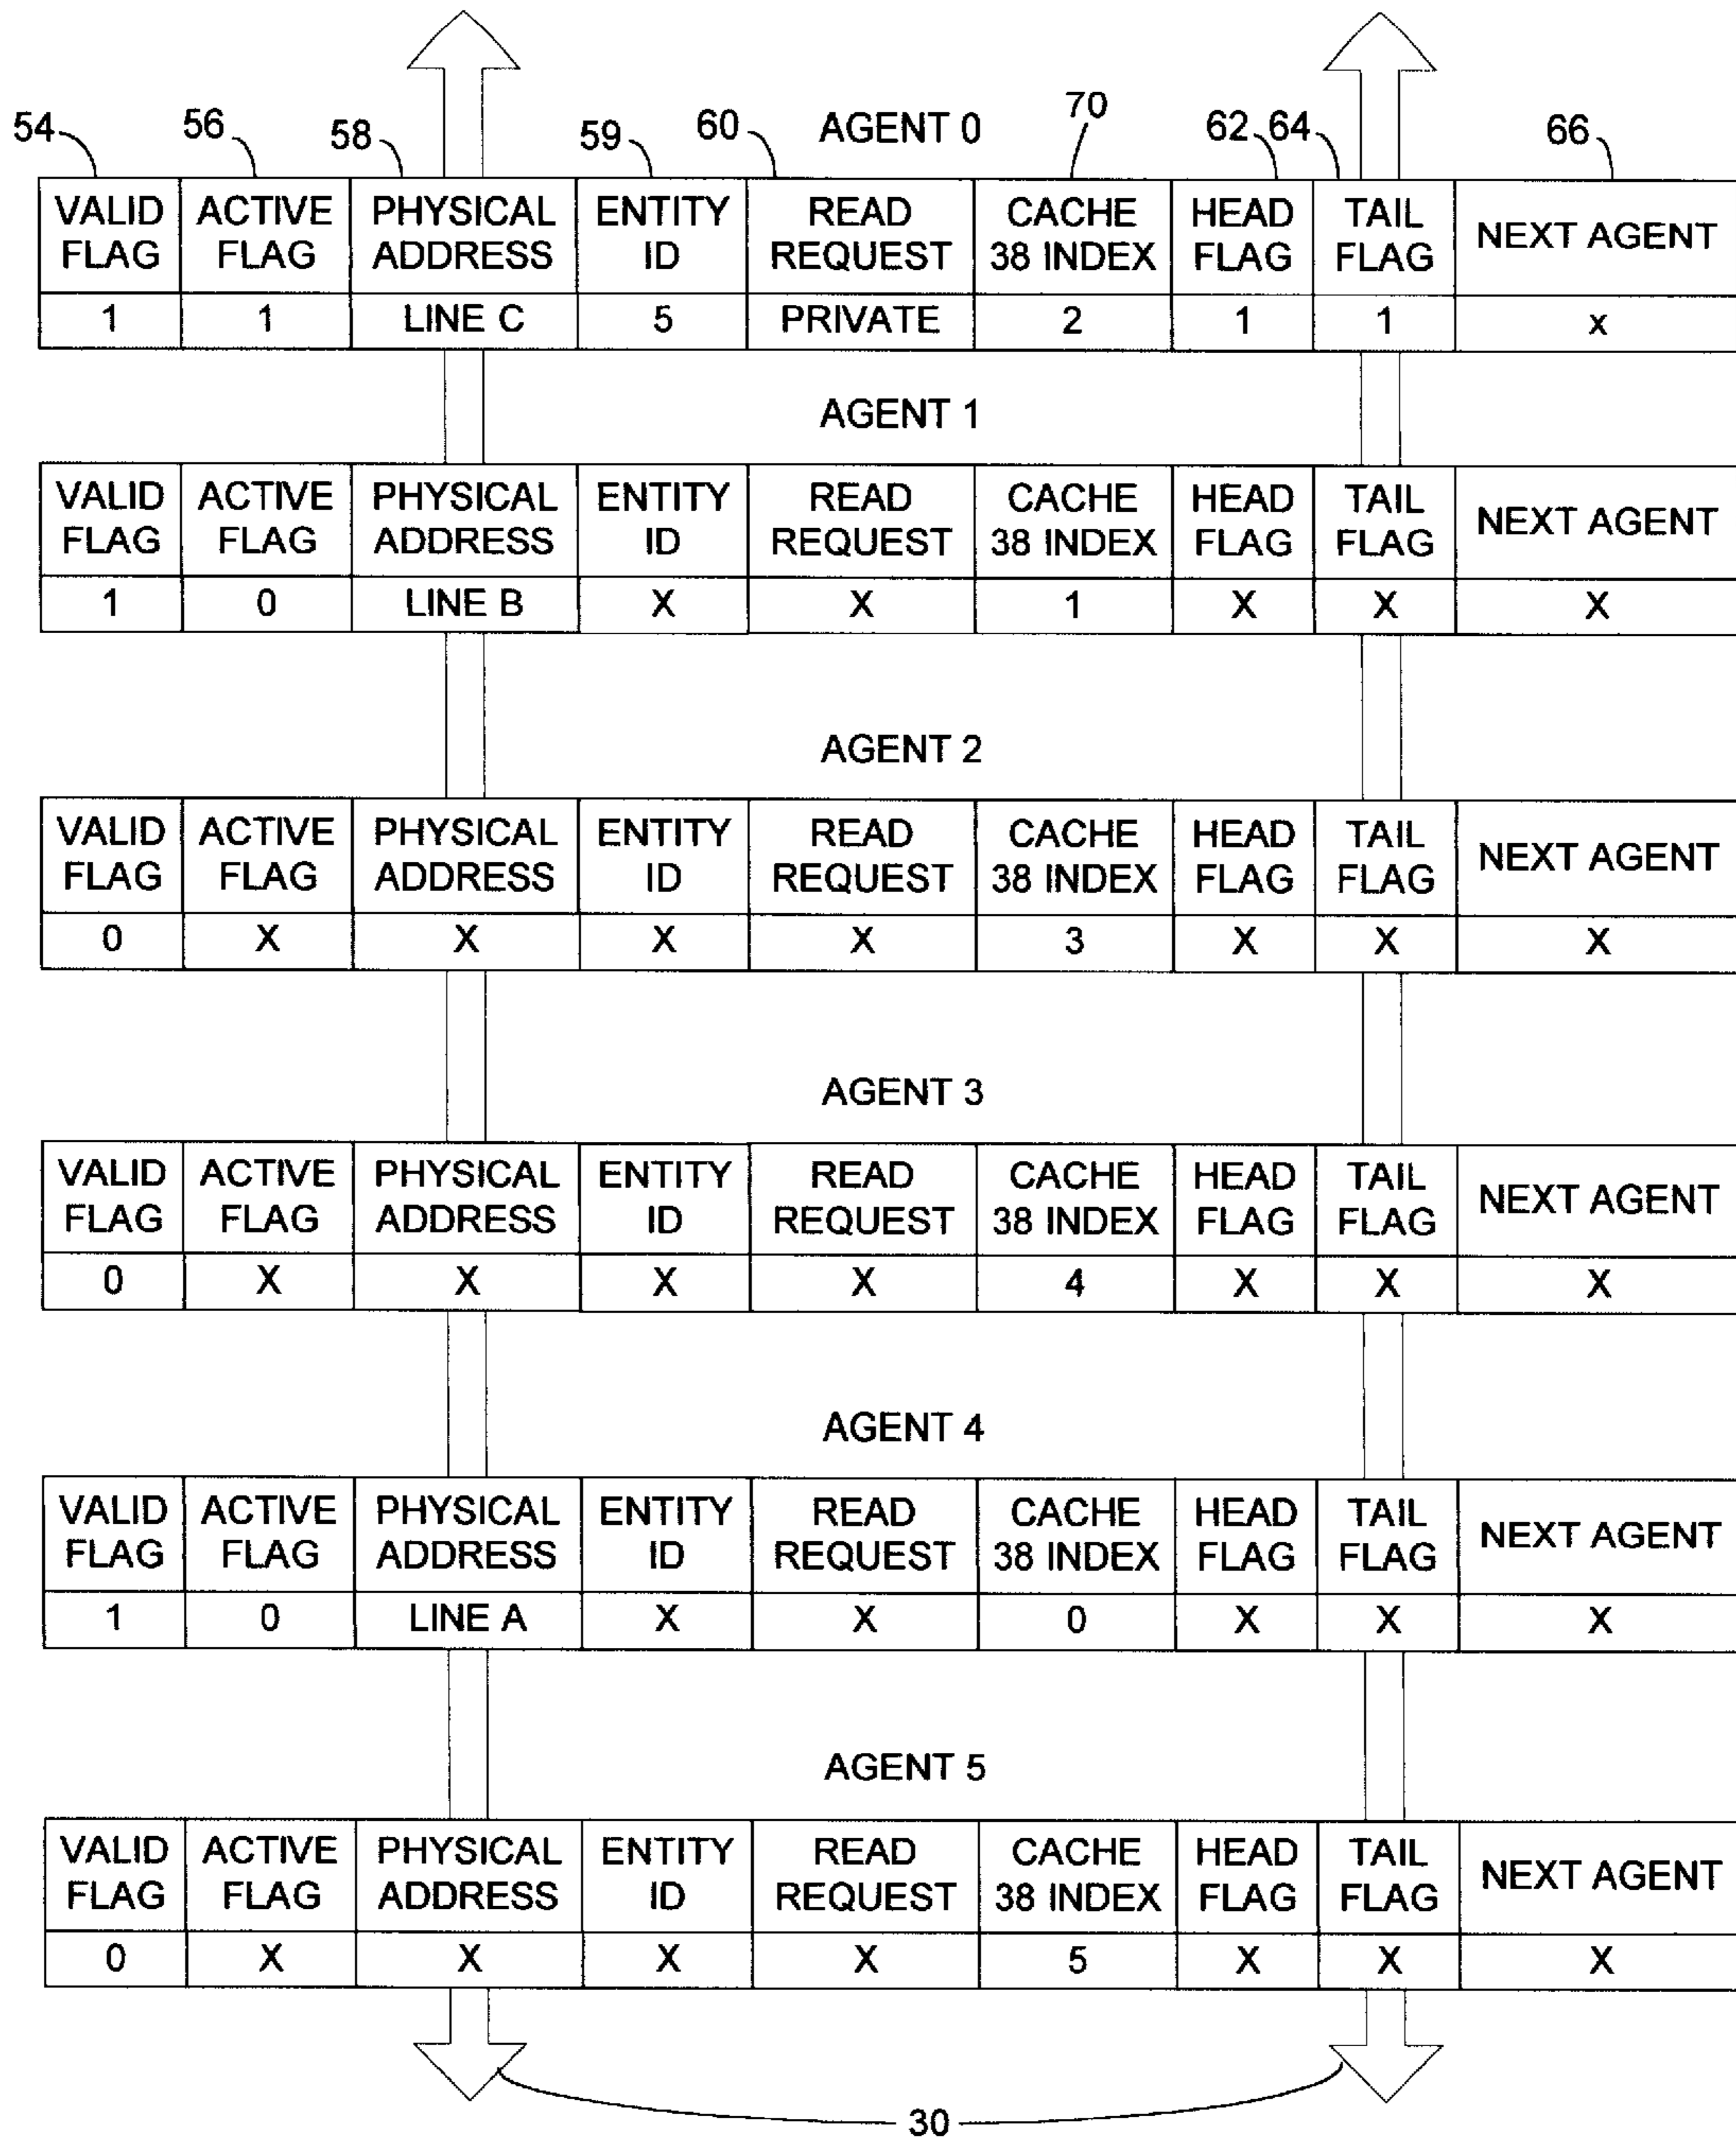 AGENT 0
54 56 58 59 60 70 62 64 66
VALID FLAG ACTIVE FLAG PHYSICAL ADDRESS ENTITY ID READ REQUEST CACHE 38 INDEX HEAD FLAG TAIL FLAG NEXT AGENT
1 1 LINE C 5 PRIVATE 2 1 1 x
AGENT 1
VALID FLAG ACTIVE FLAG PHYSICAL ADDRESS ENTITY ID READ REQUEST CACHE 38 INDEX HEAD FLAG TAIL FLAG NEXT AGENT
1 0 LINE B X X 1 X X X
AGENT 2
VALID FLAG ACTIVE FLAG PHYSICAL ADDRESS ENTITY ID READ REQUEST CACHE 38 INDEX HEAD FLAG TAIL FLAG NEXT AGENT
0 X X X X 3 X X X
AGENT 3
VALID FLAG ACTIVE FLAG PHYSICAL ADDRESS ENTITY ID READ REQUEST CACHE 38 INDEX HEAD FLAG TAIL FLAG NEXT AGENT
0 X X X X 4 X X X
AGENT 4
VALID FLAG ACTIVE FLAG PHYSICAL ADDRESS ENTITY ID READ REQUEST CACHE 38 INDEX HEAD FLAG TAIL FLAG NEXT AGENT
1 0 LINE A X X 0 X X X
AGENT 5
VALID FLAG ACTIVE FLAG PHYSICAL ADDRESS ENTITY ID READ REQUEST CACHE 38 INDEX HEAD FLAG TAIL FLAG NEXT AGENT
0 X X X X 5 X X X
30